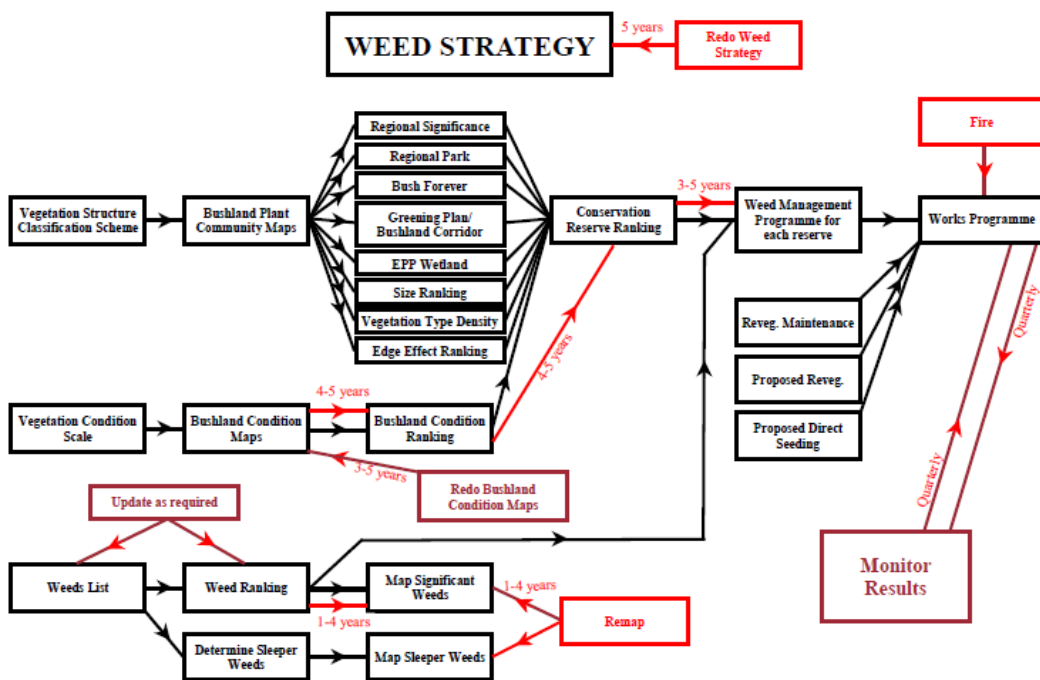 WEED STRATEGY
5 years
Redo Weed
Strategy
Regional Significance
Regional Park
Bush Forever
Greening Plan/
Bushland Corridor
EPP Wetland
Size Ranking
Vegetation Type Density
Edge Effect Ranking
Vegetation Structure
Classification Scheme
Bushland Plant
Community Maps
Conservation
Reserve Ranking
3-5 years
Weed Management
Programme for
each reserve
Fire
Works Programme
Reveg. Maintenance
Proposed Reveg.
Proposed Direct
Seeding
Quarterly
Quarterly
Vegetation Condition
Scale
Bushland Condition
Maps
4-5 years
Bushland Condition
Ranking
4-5 years
3-5 years
Redo Bushland
Condition Maps
Update as required
Weeds List
Weed Ranking
1-4 years
Map Significant
Weeds
1-4 years
Remap
Determine Sleeper
Weeds
Map Sleeper Weeds
Monitor
Results